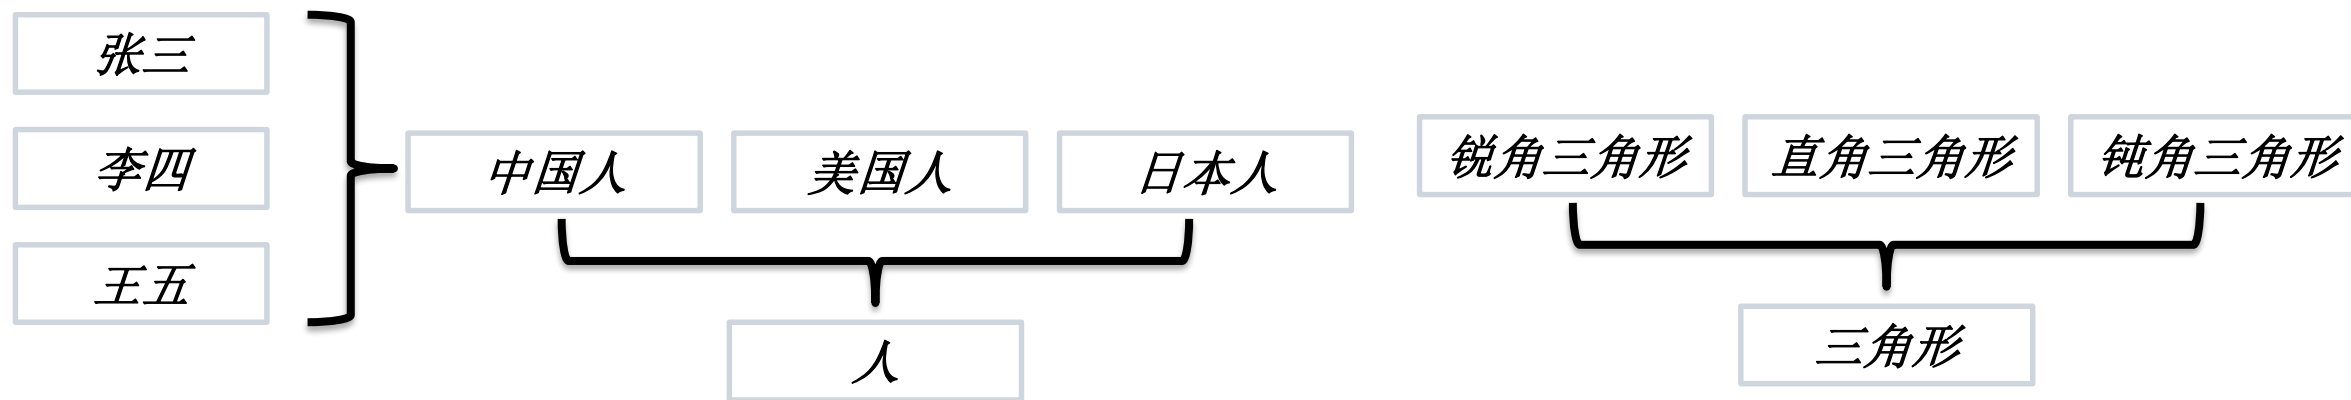 张三
李四
王五
中国人
美国人
日本人
人
锐角三角形
直角三角形
钝角三角形
三角形